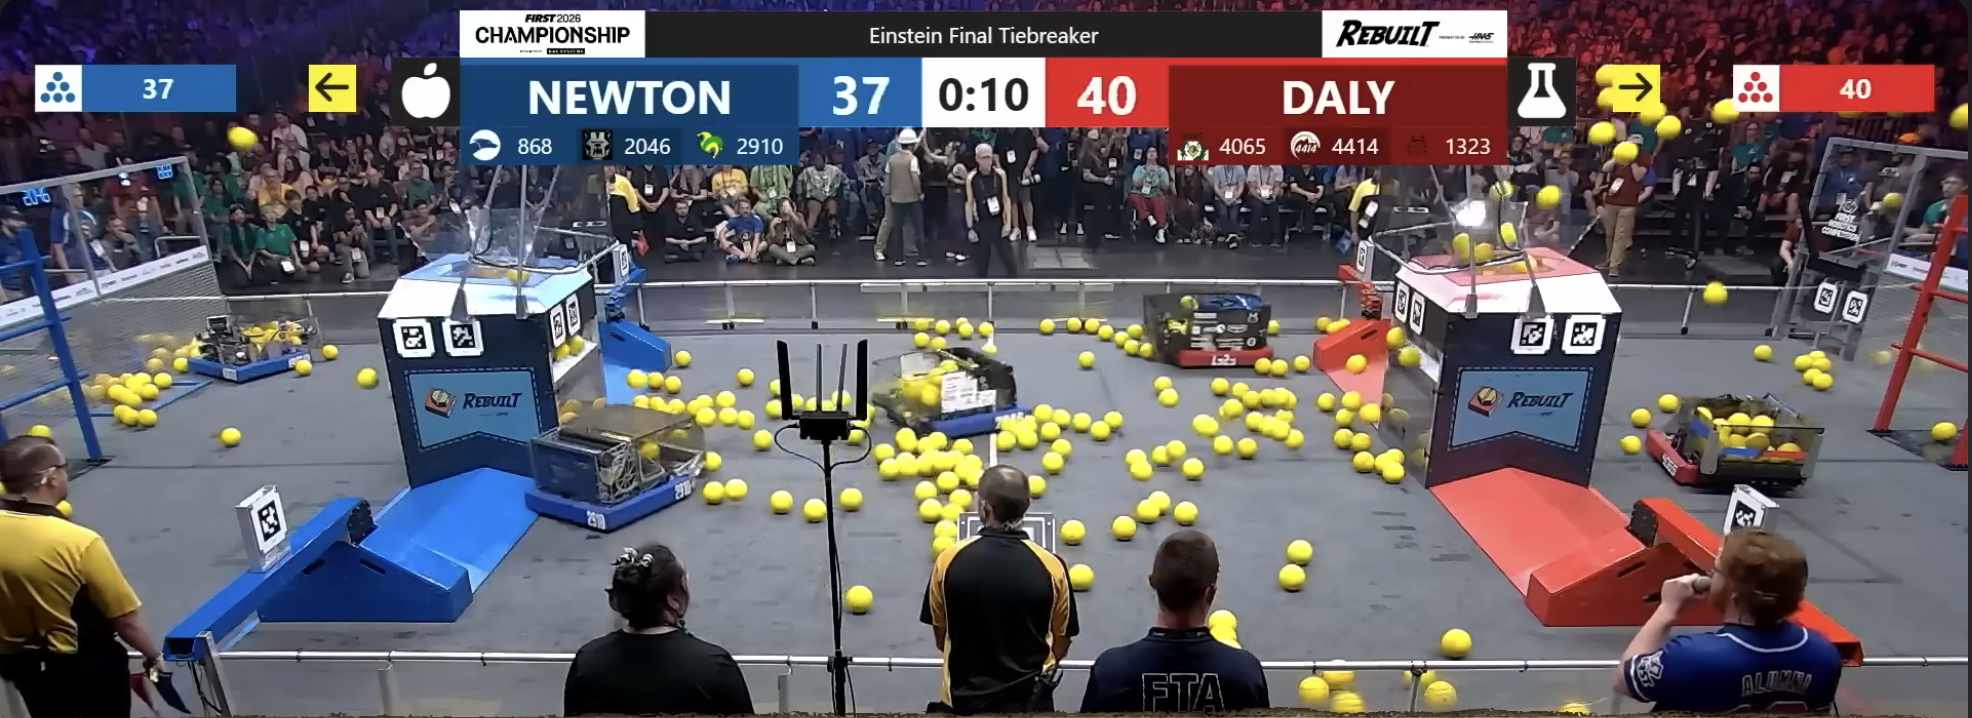 FIRST 2026
CHAMPIONSHIP
Einstein Final Tiebreaker
REBUILT
37
NEWTON
37
0:10
40
DALY
40
868
2046
2910
4065
4414
1323
REBUILT
REBUILT
2910
2910
FTA
ALUMNI